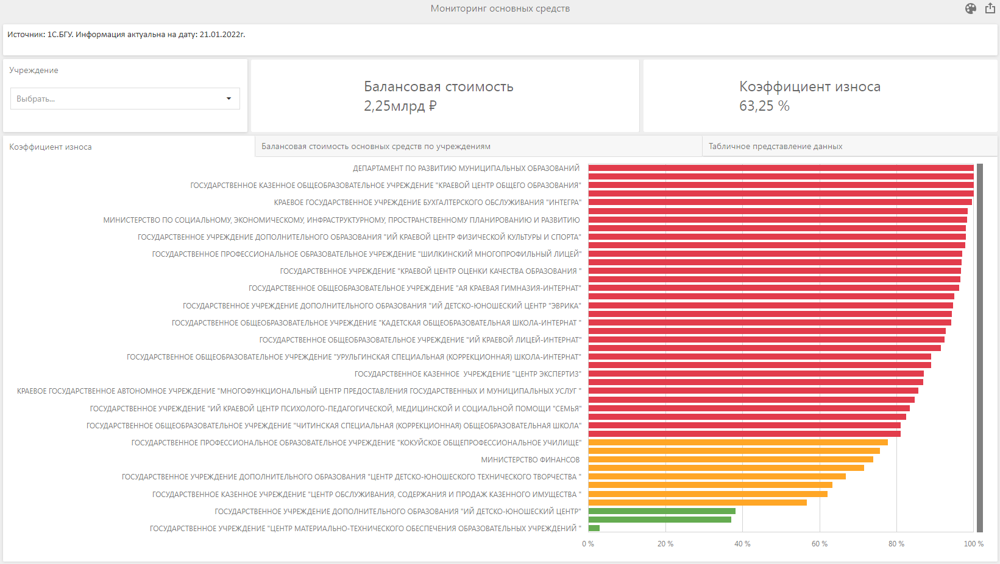 Мониторинг основных средств
Источник: 1С.БГУ. Информация актуальна на дату: 21.01.2022г.
Учреждение
Выбрать...
Балансовая стоимость
2,25млрд ₽
Коэффициент износа
63,25 %
Коэффициент износа
Балансовая стоимость основных средств по учреждениям
Табличное представление данных
ДЕПАРТАМЕНТ ПО РАЗВИТИЮ МУНИЦИПАЛЬНЫХ ОБРАЗОВАНИЙ
ГОСУДАРСТВЕННОЕ КАЗЕННОЕ ОБЩЕОБРАЗОВАТЕЛЬНОЕ УЧРЕЖДЕНИЕ "КРАЕВОЙ ЦЕНТР ОБЩЕГО ОБРАЗОВАНИЯ"
КРАЕВОЕ ГОСУДАРСТВЕННОЕ УЧРЕЖДЕНИЕ БУХГАЛТЕРСКОГО ОБСЛУЖИВАНИЯ "ИНТЕГРА"
МИНИСТЕРСТВО ПО СОЦИАЛЬНОМУ, ЭКОНОМИЧЕСКОМУ, ИНФРАСТРУКТУРНОМУ, ПРОСТРАНСТВЕННОМУ ПЛАНИРОВАНИЮ И РАЗВИТИЮ
ГОСУДАРСТВЕННОЕ УЧРЕЖДЕНИЕ ДОПОЛНИТЕЛЬНОГО ОБРАЗОВАНИЯ "ИЙ КРАЕВОЙ ЦЕНТР ФИЗИЧЕСКОЙ КУЛЬТУРЫ И СПОРТА"
ГОСУДАРСТВЕННОЕ ПРОФЕССИОНАЛЬНОЕ ОБРАЗОВАТЕЛЬНОЕ УЧРЕЖДЕНИЕ "ШИЛКИНСКИЙ МНОГОПРОФИЛЬНЫЙ ЛИЦЕЙ"
ГОСУДАРСТВЕННОЕ УЧРЕЖДЕНИЕ "КРАЕВОЙ ЦЕНТР ОЦЕНКИ КАЧЕСТВА ОБРАЗОВАНИЯ "
ГОСУДАРСТВЕННОЕ ОБЩЕОБРАЗОВАТЕЛЬНОЕ УЧРЕЖДЕНИЕ "АЯ КРАЕВАЯ ГИМНАЗИЯ-ИНТЕРНАТ"
ГОСУДАРСТВЕННОЕ УЧРЕЖДЕНИЕ ДОПОЛНИТЕЛЬНОГО ОБРАЗОВАНИЯ "ИЙ ДЕТСКО-ЮНОШЕСКИЙ ЦЕНТР "ЭВРИКА"
ГОСУДАРСТВЕННОЕ ОБЩЕОБРАЗОВАТЕЛЬНОЕ УЧРЕЖДЕНИЕ "КАДЕТСКАЯ ОБЩЕОБРАЗОВАТЕЛЬНАЯ ШКОЛА-ИНТЕРНАТ "
ГОСУДАРСТВЕННОЕ ОБЩЕОБРАЗОВАТЕЛЬНОЕ УЧРЕЖДЕНИЕ "ИЙ КРАЕВОЙ ЛИЦЕЙ-ИНТЕРНАТ"
ГОСУДАРСТВЕННОЕ ОБЩЕОБРАЗОВАТЕЛЬНОЕ УЧРЕЖДЕНИЕ "УРУЛЬГИНСКАЯ СПЕЦИАЛЬНАЯ (КОРРЕКЦИОННАЯ) ШКОЛА-ИНТЕРНАТ"
ГОСУДАРСТВЕННОЕ КАЗЕННОЕ УЧРЕЖДЕНИЕ "ЦЕНТР ЭКСПЕРТИЗ"
КРАЕВОЕ ГОСУДАРСТВЕННОЕ АВТОНОМНОЕ УЧРЕЖДЕНИЕ "МНОГОФУНКЦИОНАЛЬНЫЙ ЦЕНТР ПРЕДОСТАВЛЕНИЯ ГОСУДАРСТВЕННЫХ И МУНИЦИПАЛЬНЫХ УСЛУГ "
ГОСУДАРСТВЕННОЕ УЧРЕЖДЕНИЕ "ИЙ КРАЕВОЙ ЦЕНТР ПСИХОЛОГО-ПЕДАГОГИЧЕСКОЙ, МЕДИЦИНСКОЙ И СОЦИАЛЬНОЙ ПОМОЩИ "СЕМЬЯ"
ГОСУДАРСТВЕННОЕ ОБЩЕОБРАЗОВАТЕЛЬНОЕ УЧРЕЖДЕНИЕ "ЧИТИНСКАЯ СПЕЦИАЛЬНАЯ (КОРРЕКЦИОННАЯ) ОБЩЕОБРАЗОВАТЕЛЬНАЯ ШКОЛА"
ГОСУДАРСТВЕННОЕ ПРОФЕССИОНАЛЬНОЕ ОБРАЗОВАТЕЛЬНОЕ УЧРЕЖДЕНИЕ "КОКУЙСКОЕ ОБЩЕПРОФЕССИОНАЛЬНОЕ УЧИЛИЩЕ"
МИНИСТЕРСТВО ФИНАНСОВ
ГОСУДАРСТВЕННОЕ УЧРЕЖДЕНИЕ ДОПОЛНИТЕЛЬНОГО ОБРАЗОВАНИЯ "ЦЕНТР ДЕТСКО-ЮНОШЕСКОГО ТЕХНИЧЕСКОГО ТВОРЧЕСТВА "
ГОСУДАРСТВЕННОЕ КАЗЕННОЕ УЧРЕЖДЕНИЕ "ЦЕНТР ОБСЛУЖИВАНИЯ, СОДЕРЖАНИЯ И ПРОДАЖ КАЗЕННОГО ИМУЩЕСТВА "
ГОСУДАРСТВЕННОЕ УЧРЕЖДЕНИЕ ДОПОЛНИТЕЛЬНОГО ОБРАЗОВАНИЯ "ИЙ ДЕТСКО-ЮНОШЕСКИЙ ЦЕНТР"
ГОСУДАРСТВЕННОЕ УЧРЕЖДЕНИЕ "ЦЕНТР МАТЕРИАЛЬНО-ТЕХНИЧЕСКОГО ОБЕСПЕЧЕНИЯ ОБРАЗОВАТЕЛЬНЫХ УЧРЕЖДЕНИЙ "
0 % 20 % 40 % 60 % 80 % 100 %